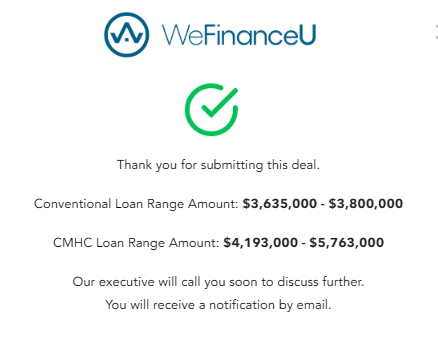 WeFinanceU
Thank you for submitting this deal.
Conventional Loan Range Amount: $3,635,000 - $3,800,000
CMHC Loan Range Amount: $4,193,000 - $5,763,000
Our executive will call you soon to discuss further.
You will receive a notification by email.